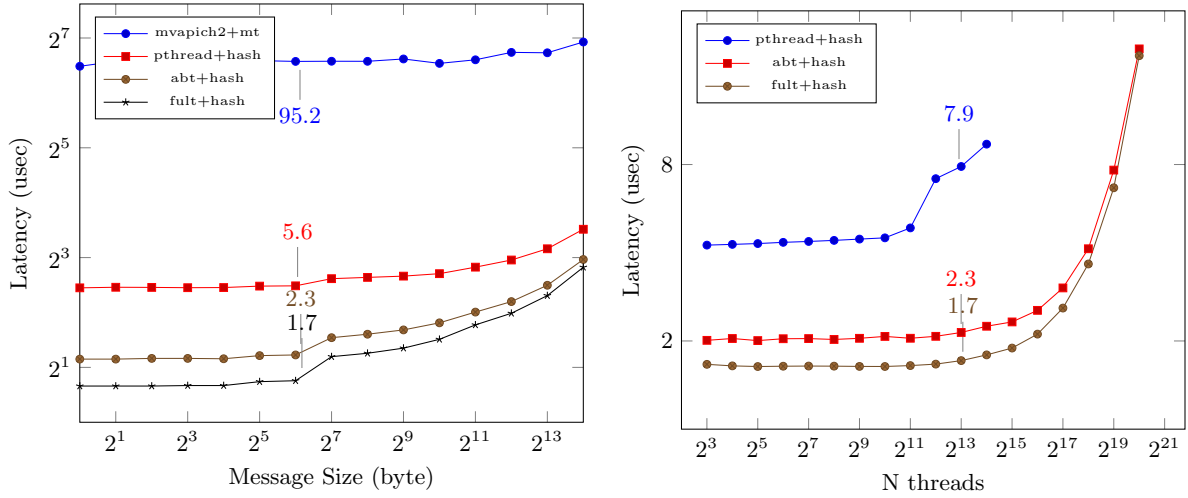 mvapich2+mt
pthread+hash
abt+hash
fult+hash
95.2
5.6
2.3
1.7
2^7
2^5
2^3
2^1
Latency (usec)
2^1 2^3 2^5 2^7 2^9 2^11 2^13
Message Size (byte)
pthread+hash
abt+hash
fult+hash
7.9
2.3
1.7
8
2
Latency (usec)
2^3 2^5 2^7 2^9 2^11 2^13 2^15 2^17 2^19 2^21
N threads